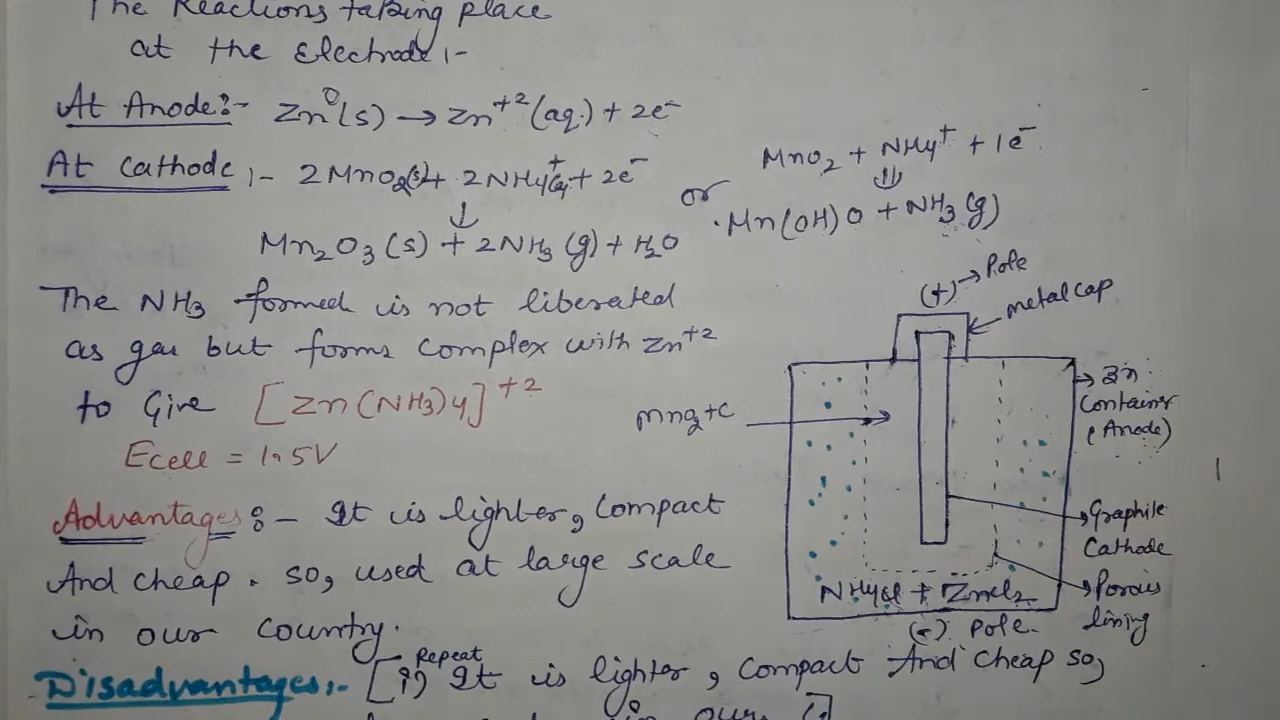 The Reactions taking place
at the Electrode :-
At Anode :- Zn⁰(s) → Zn⁺²(aq.) + 2e⁻
At Cathode :- 2MnO₂(s) + 2NH4⁺(aq) + 2e⁻
↓
Mn₂O₃(s) + 2NH₃(g) + H₂O
or
MnO₂ + NH4⁺ + 1e⁻
⇓
Mn(OH)O + NH₃(g)
The NH3 formed is not liberated
as gas but forms complex with Zn⁺²
to Give [Zn(NH3)4]⁺²
Ecell = 1.5V
Advantages :- It is lighter, Compact
And cheap. so, used at large scale
in our country.
Disadvantages :- [i) It is lighter, Compact And cheap so,
Repeat
in our
(+) → Pole
metal cap
Zn
Container
(Anode)
MnO2+C
Graphite
Cathode
Porous
lining
NH4Cl + ZnCl₂
(-) Pole.